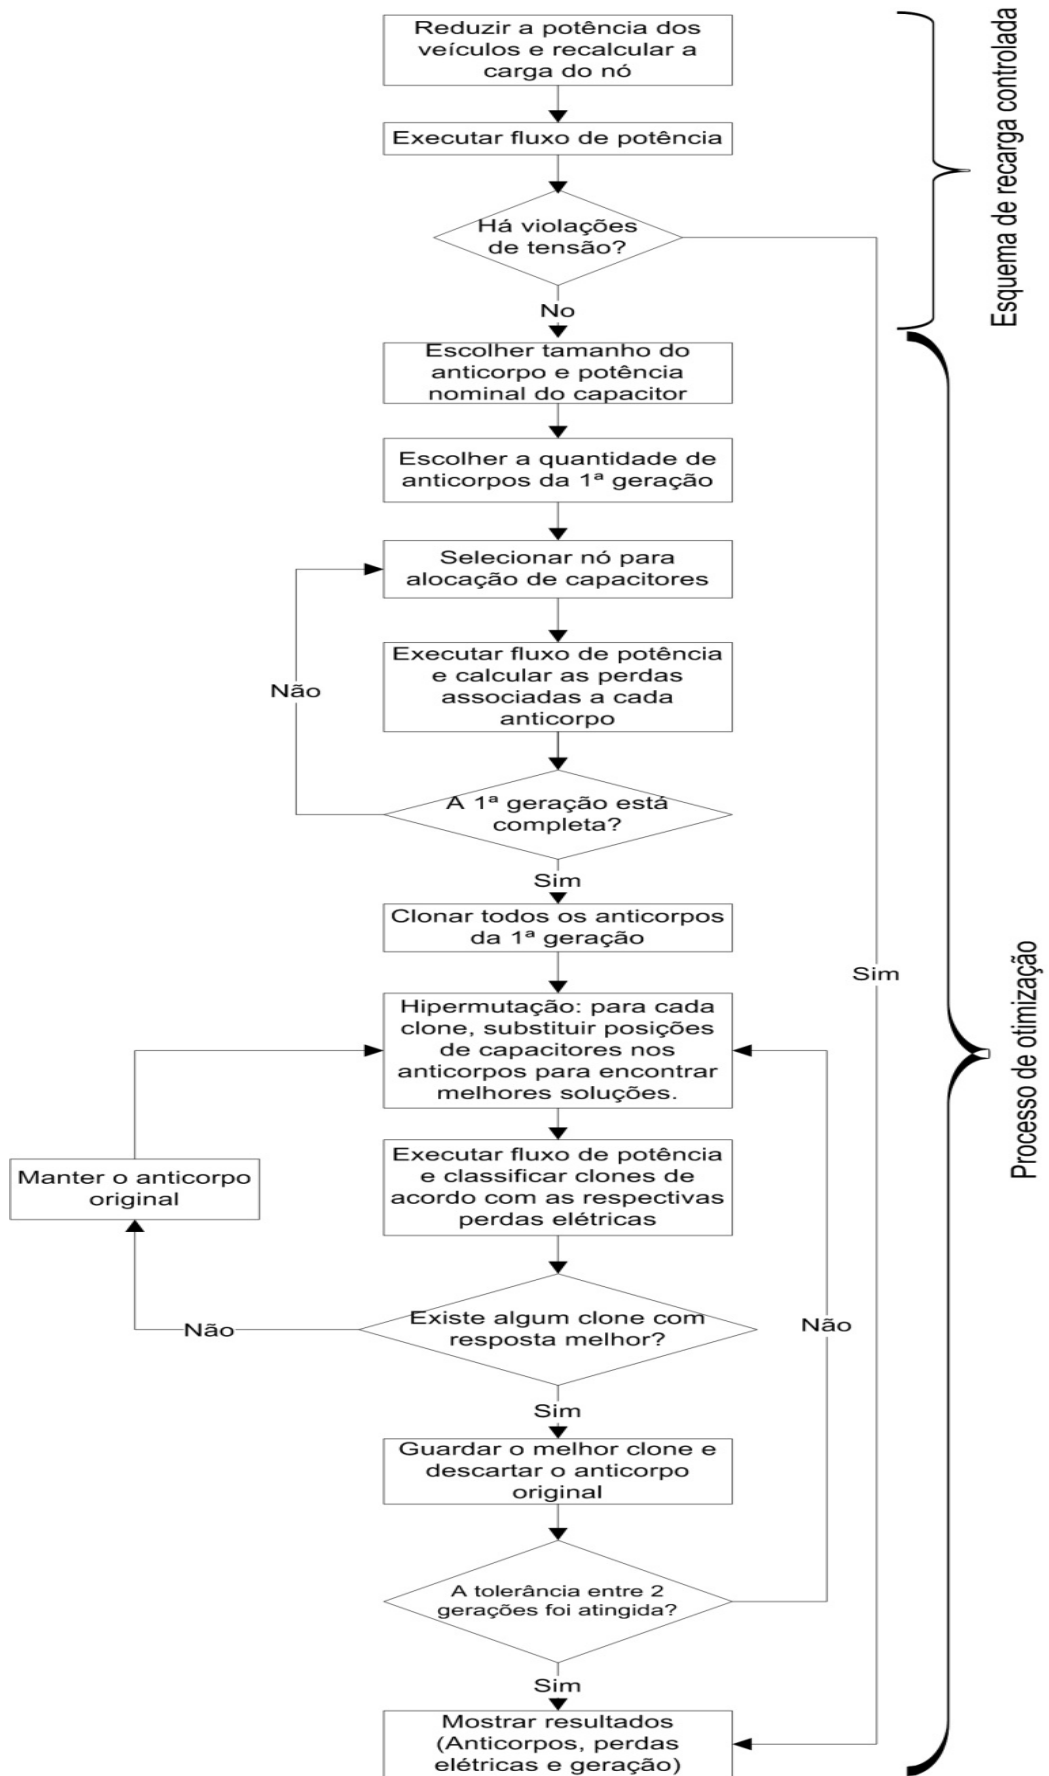 Reduzir a potência dos
veículos e recalcular a
carga do nó
Executar fluxo de potência
Há violações
de tensão?
No
Escolher tamanho do
anticorpo e potência
nominal do capacitor
Escolher a quantidade de
anticorpos da 1ª geração
Selecionar nó para
alocação de capacitores
Executar fluxo de potência
e calcular as perdas
associadas a cada
anticorpo
Não
A 1ª geração está
completa?
Sim
Clonar todos os anticorpos
da 1ª geração
Sim
Hipermutação: para cada
clone, substituir posições
de capacitores nos
anticorpos para encontrar
melhores soluções.
Executar fluxo de potência
e classificar clones de
acordo com as respectivas
perdas elétricas
Manter o anticorpo
original
Existe algum clone com
resposta melhor?
Não
Não
Sim
Guardar o melhor clone e
descartar o anticorpo
original
A tolerância entre 2
gerações foi atingida?
Sim
Mostrar resultados
(Anticorpos, perdas
elétricas e geração)
Esquema de recarga controlada
Processo de otimização